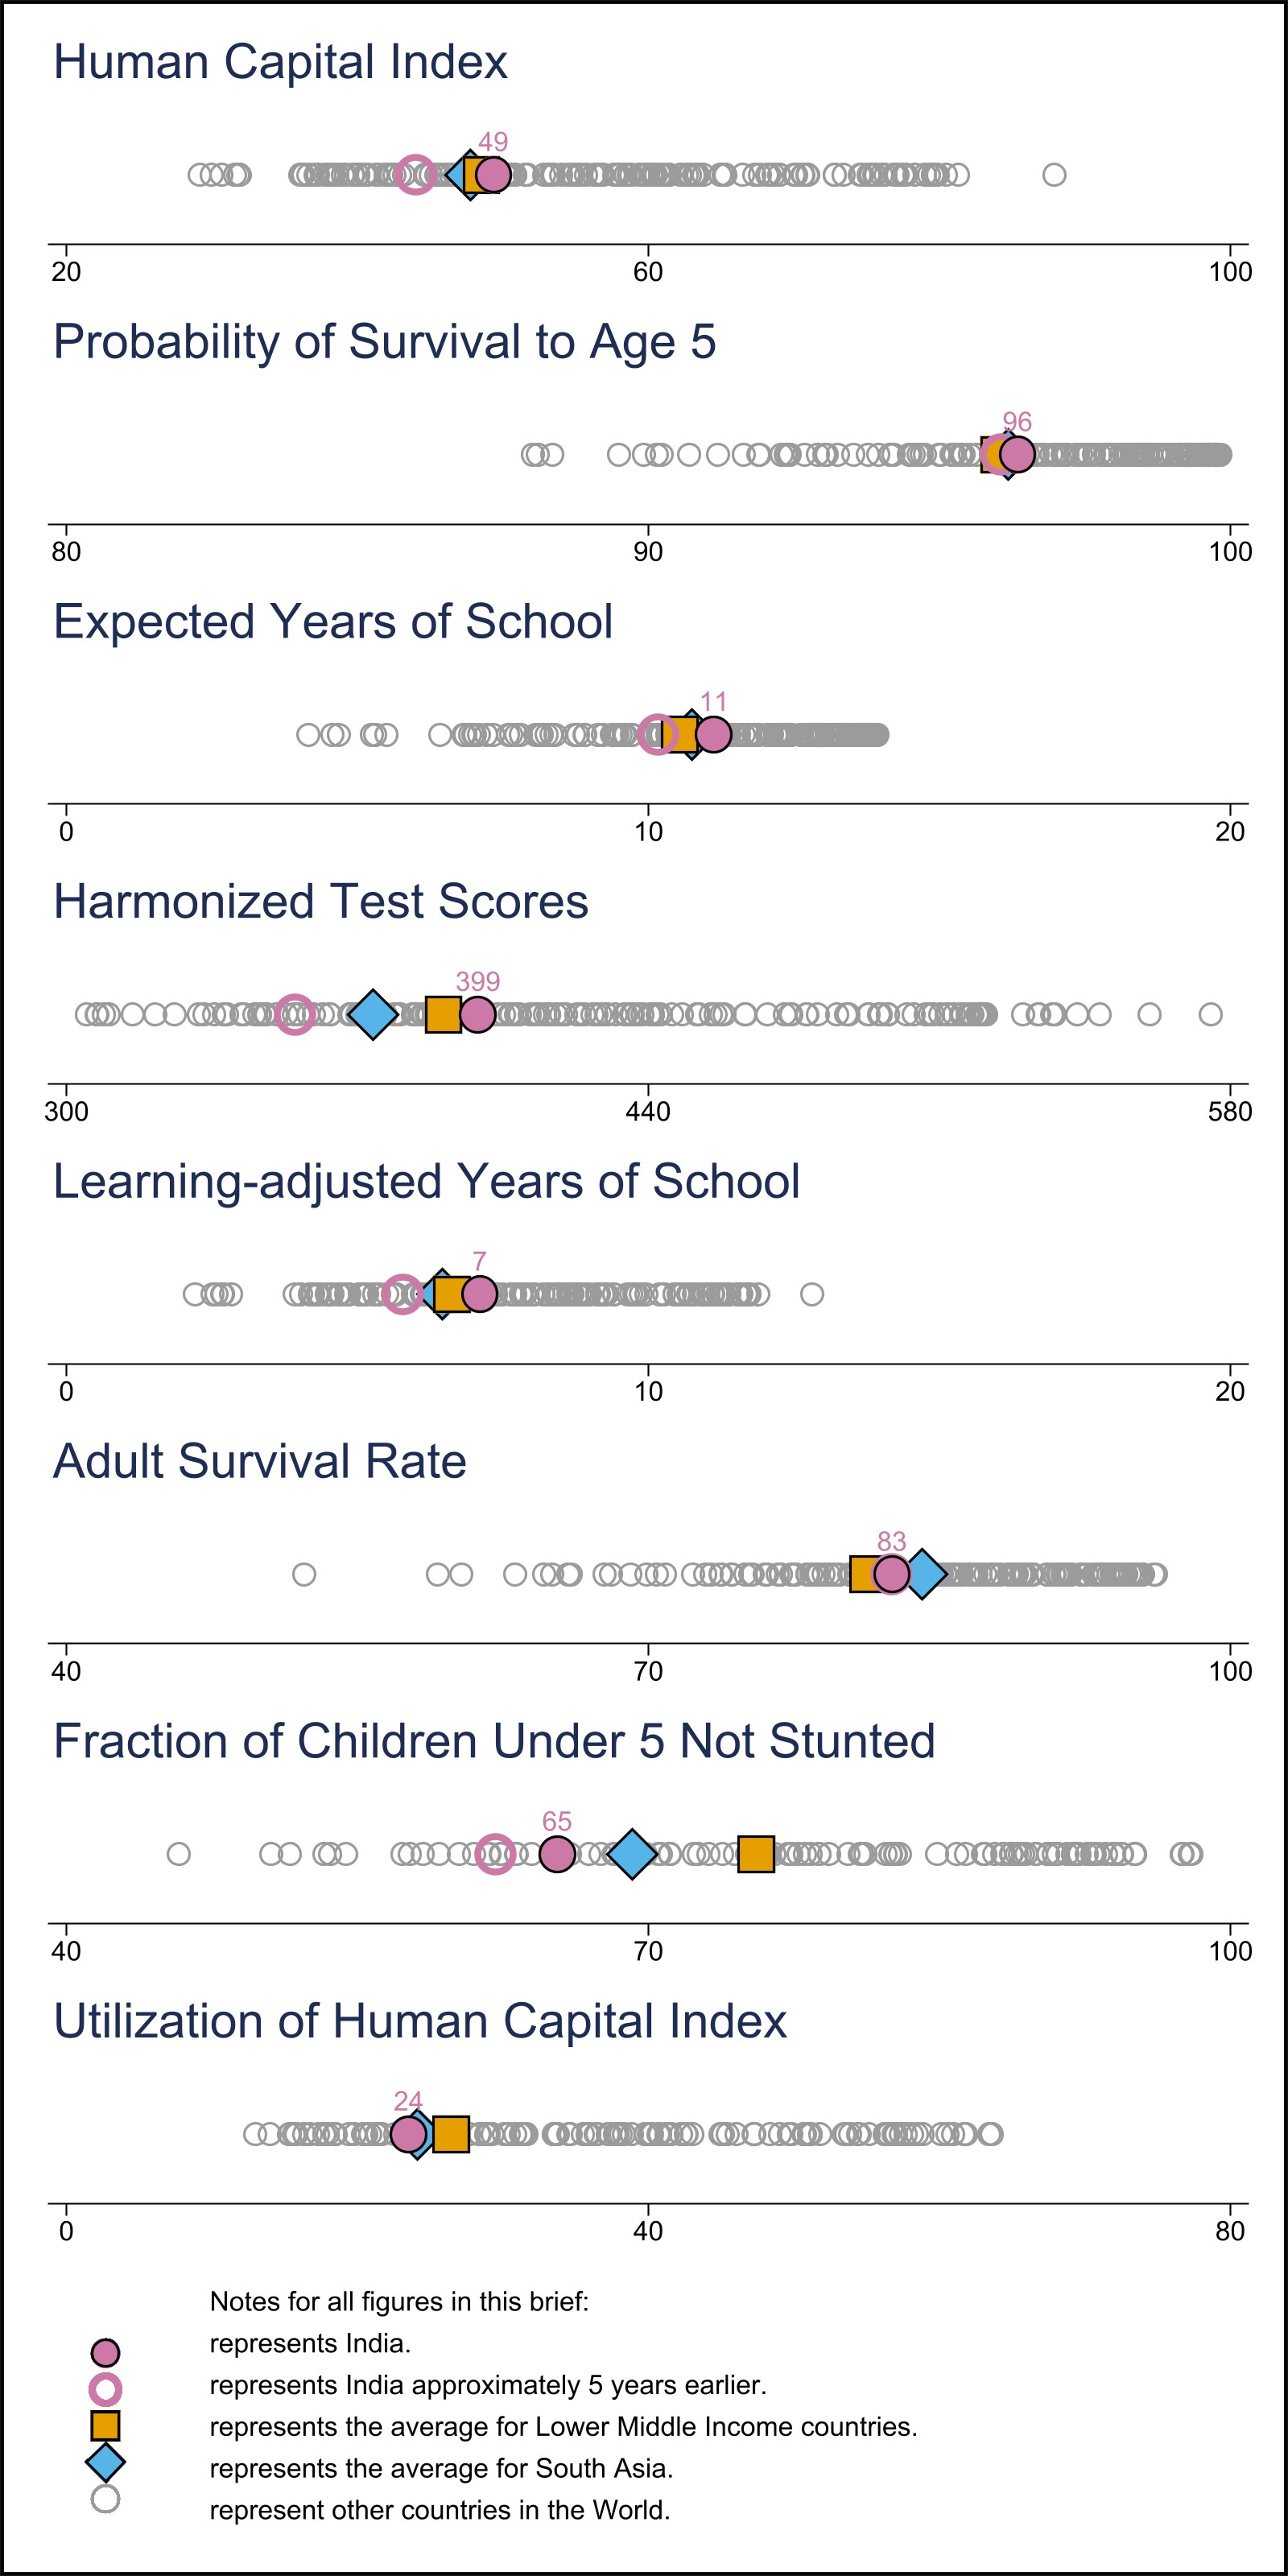 Human Capital Index
49
20 60 100
Probability of Survival to Age 5
96
80 90 100
Expected Years of School
11
0 10 20
Harmonized Test Scores
399
300 440 580
Learning-adjusted Years of School
7
0 10 20
Adult Survival Rate
83
40 70 100
Fraction of Children Under 5 Not Stunted
65
40 70 100
Utilization of Human Capital Index
24
0 40 80
Notes for all figures in this brief:
represents India.
represents India approximately 5 years earlier.
represents the average for Lower Middle Income countries.
represents the average for South Asia.
represent other countries in the World.